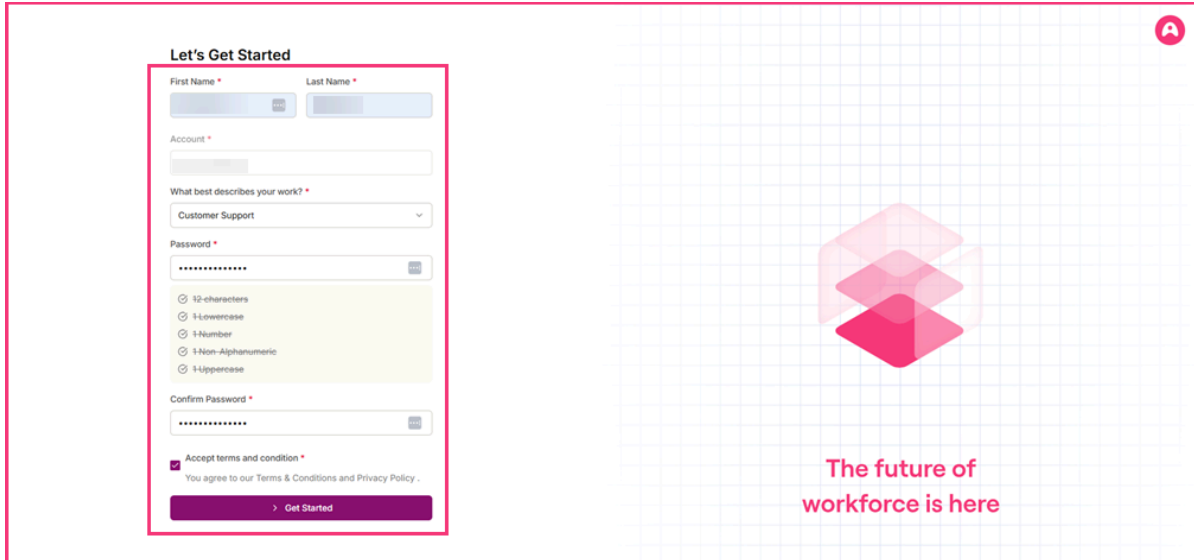 Let's Get Started
First Name *
Last Name *
Account *
What best describes your work? *
Customer Support
Password *
12 characters
1 Lowercase
1 Number
1 Non-Alphanumeric
1 Uppercase
Confirm Password *
Accept terms and condition *
You agree to our Terms & Conditions and Privacy Policy .
> Get Started
The future of
workforce is here